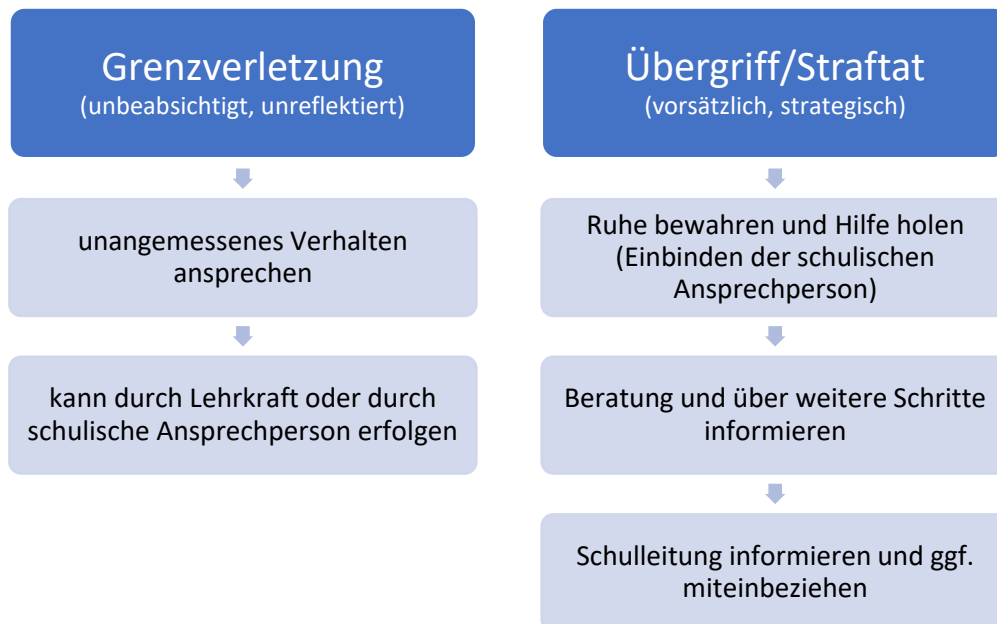 Grenzverletzung
(unbeabsichtigt, unreflektiert)
unangemessenes Verhalten
ansprechen
kann durch Lehrkraft oder durch
schulische Ansprechperson erfolgen
Übergriff/Straftat
(vorsätzlich, strategisch)
Ruhe bewahren und Hilfe holen
(Einbinden der schulischen
Ansprechperson)
Beratung und über weitere Schritte
informieren
Schulleitung informieren und ggf.
miteinbeziehen